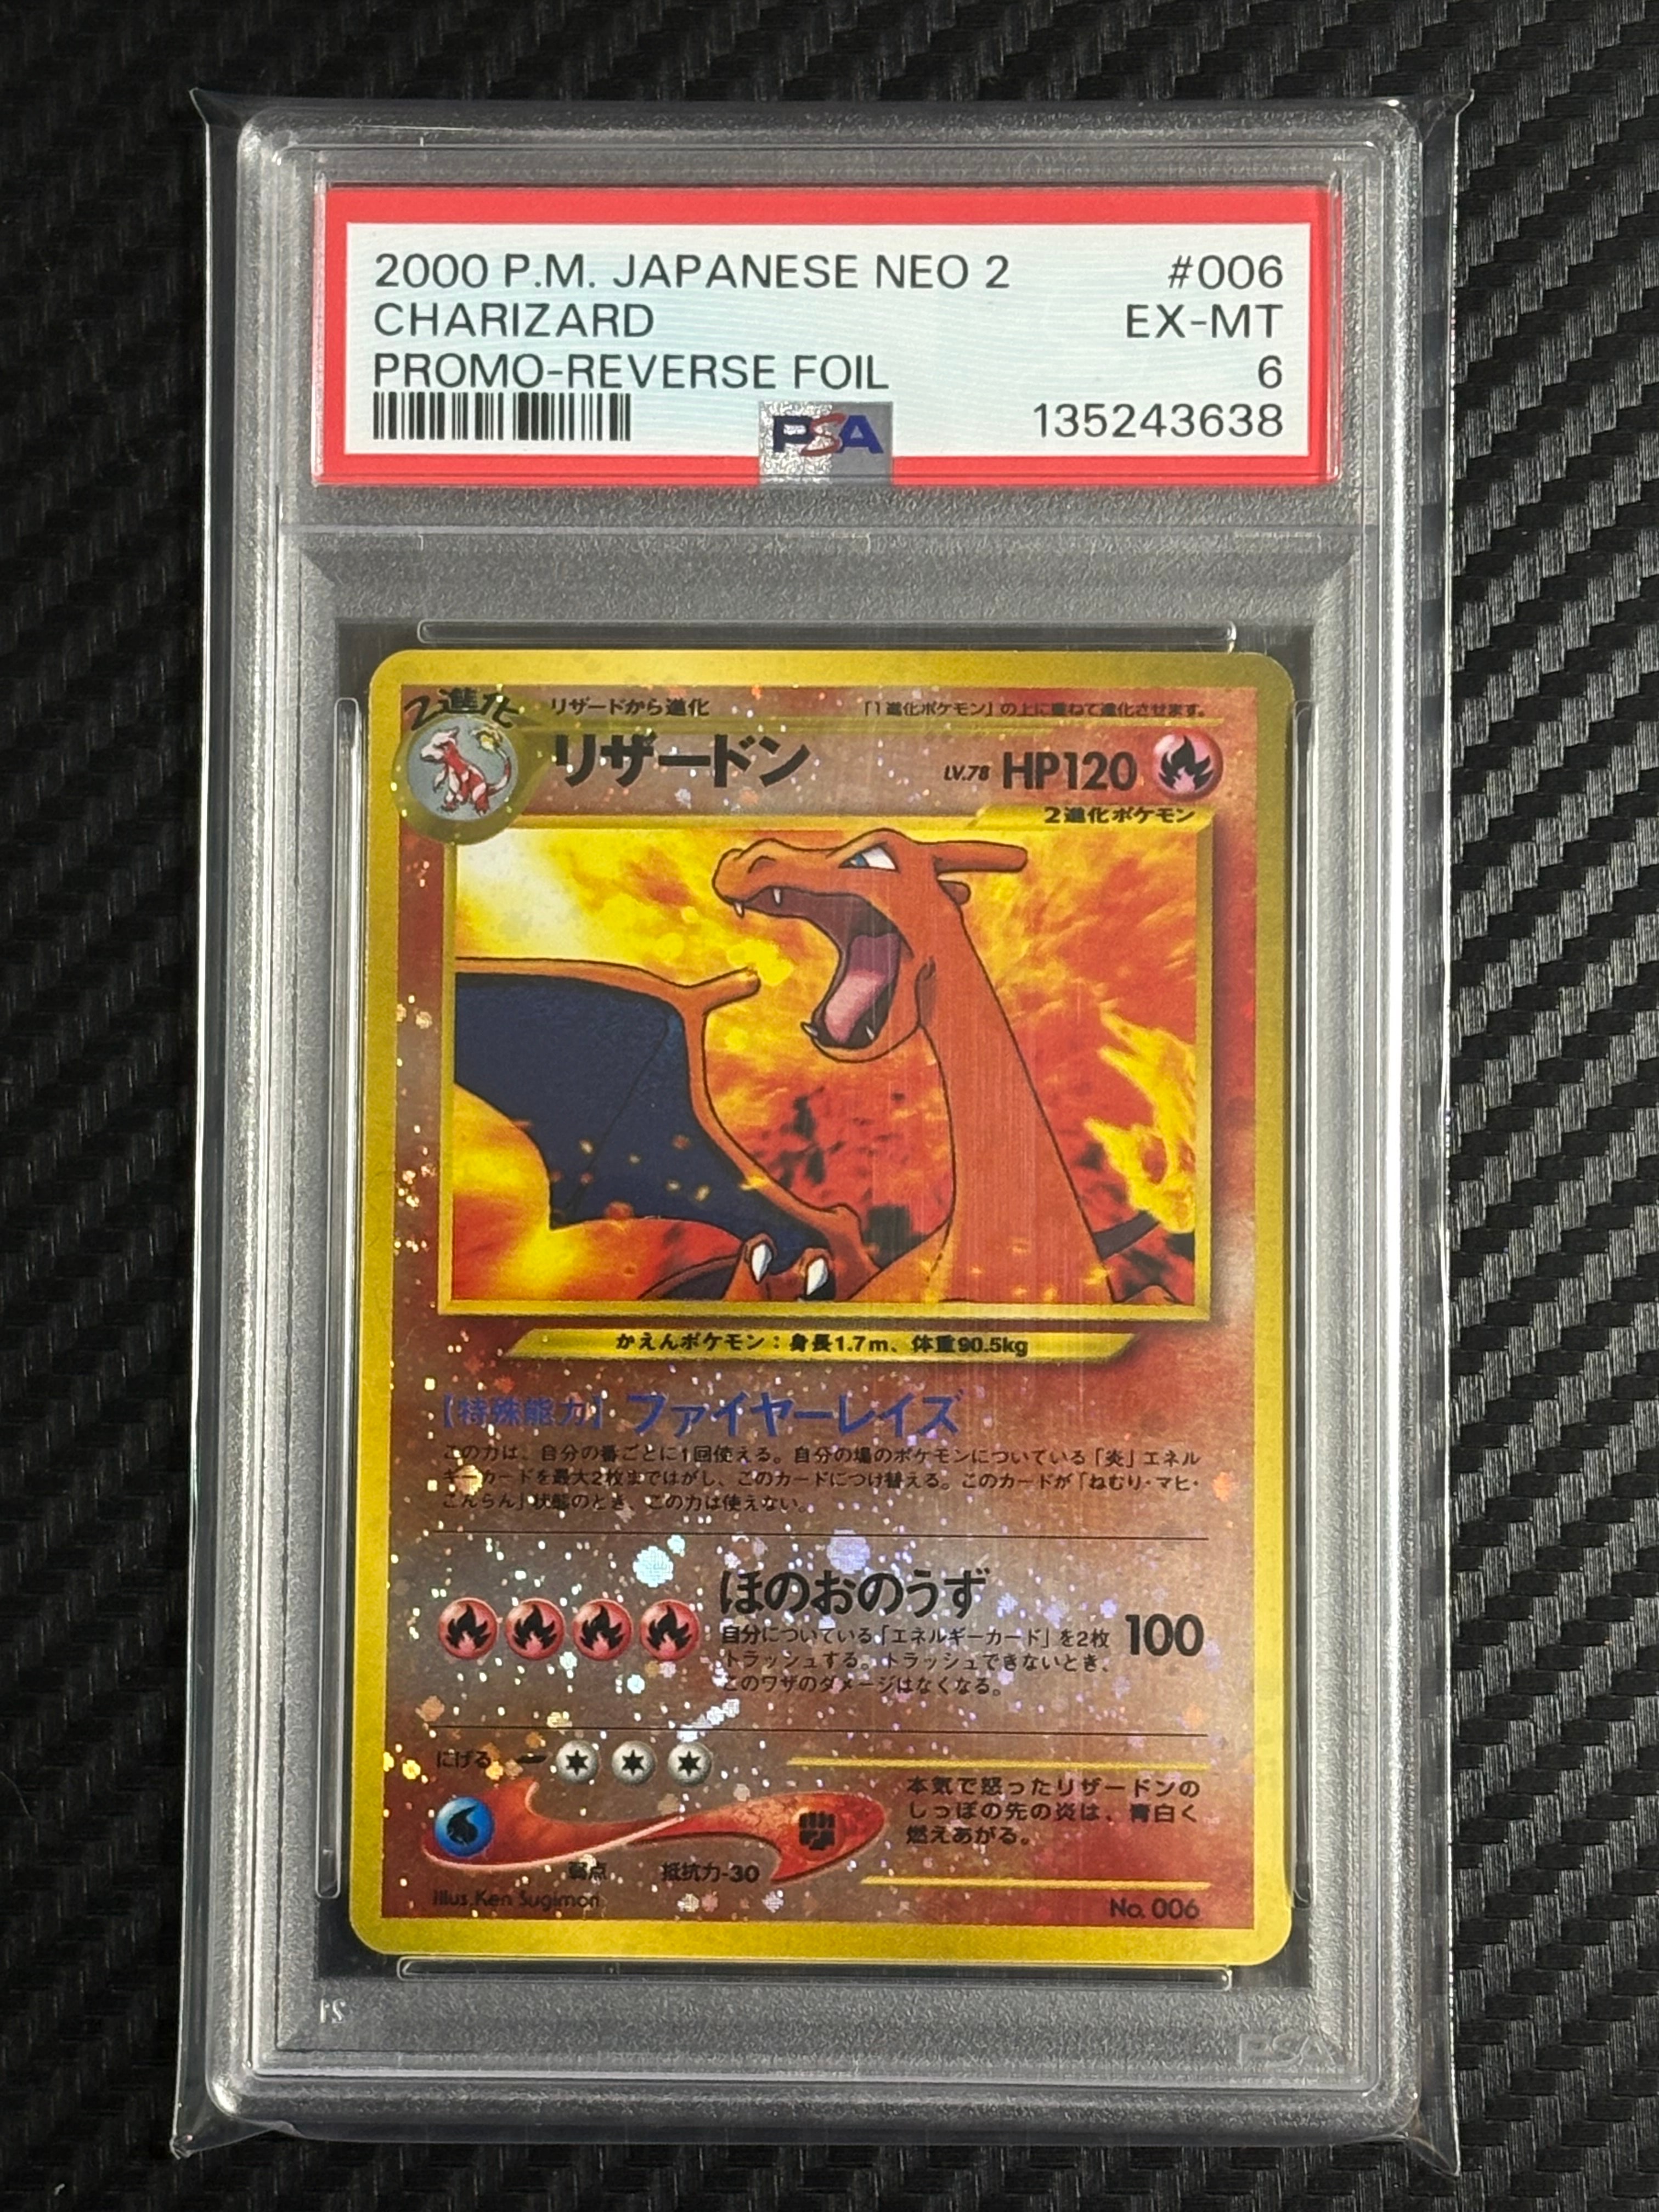 2000 P.M. JAPANESE NEO 2 #006
CHARIZARD EX-MT
PROMO-REVERSE FOIL 6
PSA 135243638
2進化
リザードから進化 「1進化ポケモン」の上に重ねて進化させます。
リザードン LV.78 HP120
2進化ポケモン
かえんポケモン:身長1.7m、体重90.5kg
【特殊能力】 ファイヤーレイズ
この力は、自分の番ごとに1回使える。自分の場のポケモンについている「炎」エネル
ギーカードを最大2枚まではがし、このカードにつけ替える。このカードが「ねむり・マヒ・
こんらん」状態のとき、この力は使えない。
ほのおのうず 100
自分についている「エネルギーカード」を2枚
トラッシュする。トラッシュできないとき、
このワザのダメージはなくなる。
にげる
本気で怒ったリザードンの
しっぽの先の炎は、青白く
燃えあがる。
弱点 抵抗力-30
Illus. Ken Sugimori No. 006
21
PSA